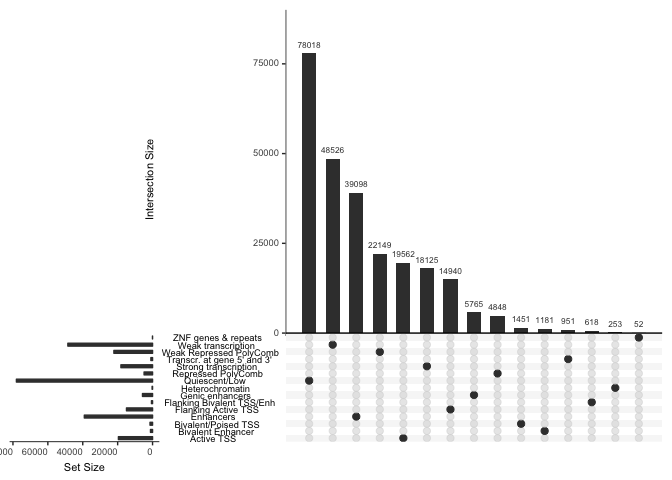 78018
75000
48526
50000
39098
Intersection Size
22149
19562
18125
14940
25000
5765
4848
1451
1181
951
618
253
52
0
ZNF genes & repeats
Weak transcription
Weak Repressed PolyComb
Transcr. at gene 5' and 3'
Strong transcription
Repressed PolyComb
Quiescent/Low
Heterochromatin
Genic enhancers
Flanking Bivalent TSS/Enh
Flanking Active TSS
Enhancers
Bivalent/Poised TSS
Bivalent Enhancer
Active TSS
60000 40000 20000 0
Set Size